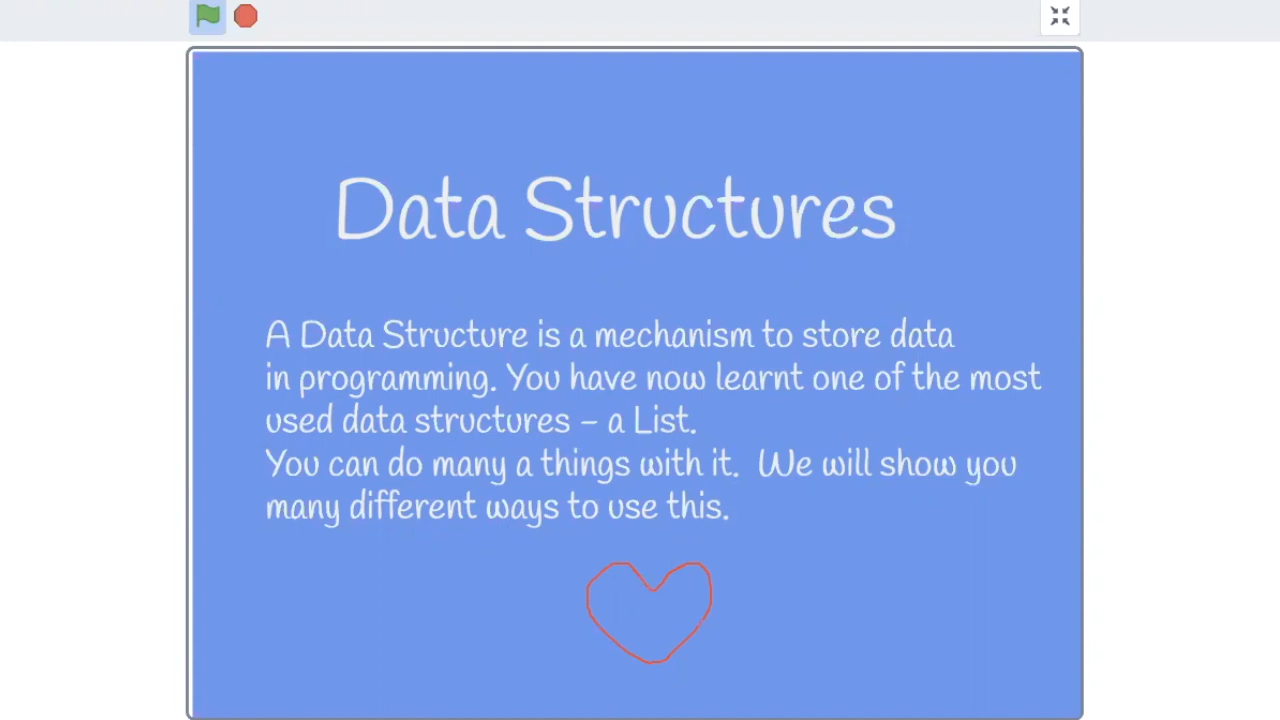 Data Structures
A Data Structure is a mechanism to store data
in programming. You have now learnt one of the most
used data structures – a List.
You can do many a things with it.  We will show you
many different ways to use this.